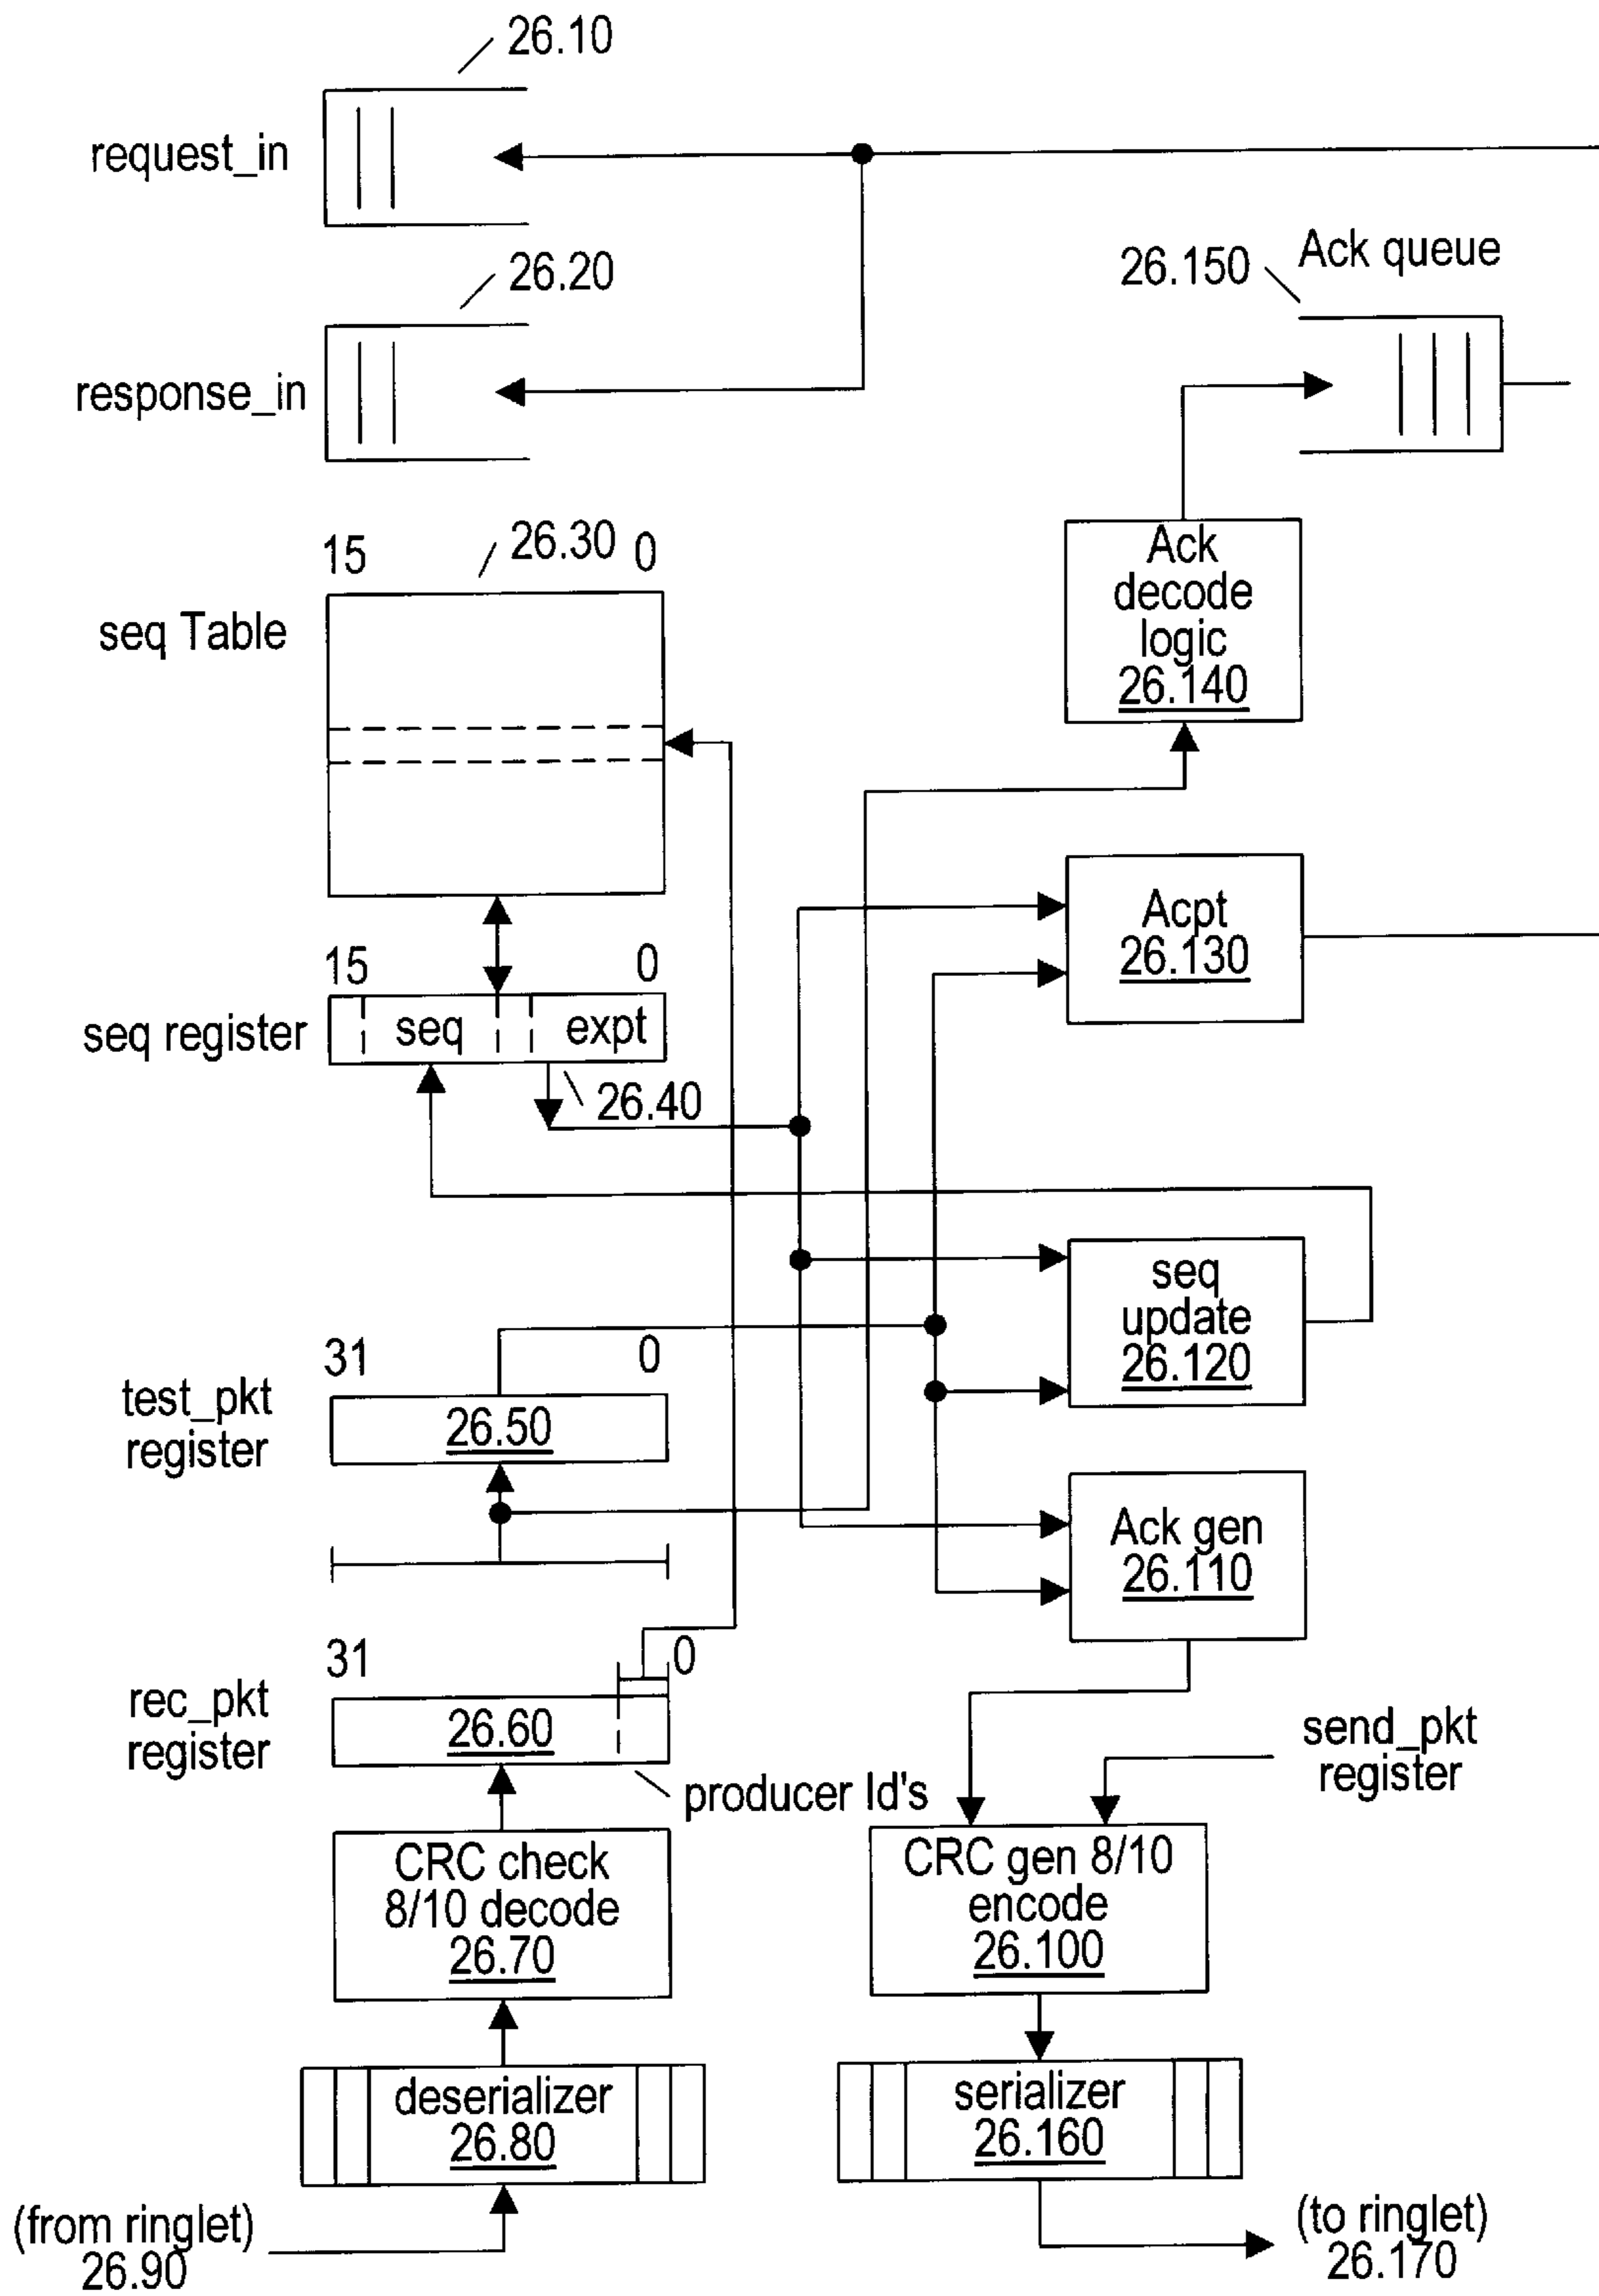 26.10
request_in
26.20
response_in
Ack queue
26.150
Ack
decode
logic
26.140
15
26.30
0
seq Table
Acpt
26.130
15
0
seq register
seq
expt
26.40
seq
update
26.120
31
0
test_pkt
register
26.50
Ack gen
26.110
31
0
rec_pkt
register
26.60
producer Id's
send_pkt
register
CRC check
8/10 decode
26.70
CRC gen 8/10
encode
26.100
deserializer
26.80
serializer
26.160
(from ringlet)
26.90
(to ringlet)
26.170